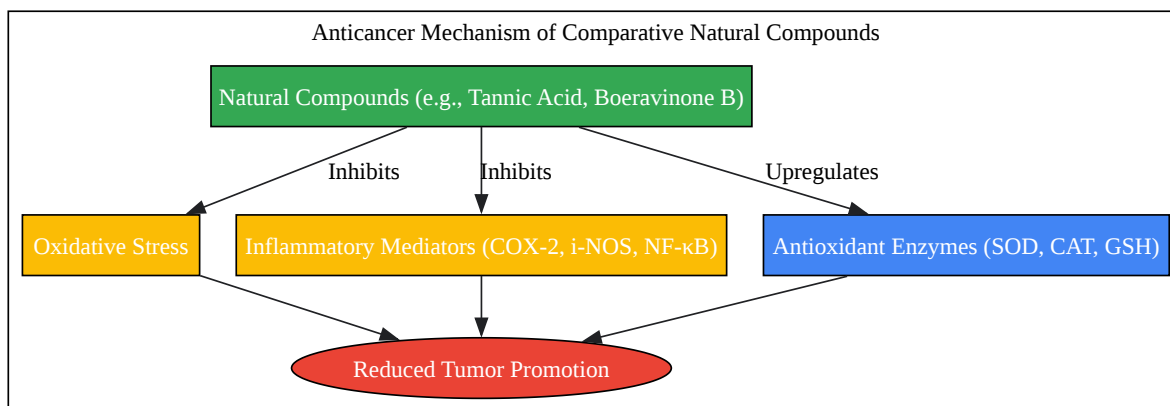 Anticancer Mechanism of Comparative Natural Compounds
Natural Compounds (e.g., Tannic Acid, Boeravinone B)
Inhibits
Inhibits
Upregulates
Oxidative Stress
Inflammatory Mediators (COX-2, i-NOS, NF-κB)
Antioxidant Enzymes (SOD, CAT, GSH)
Reduced Tumor Promotion